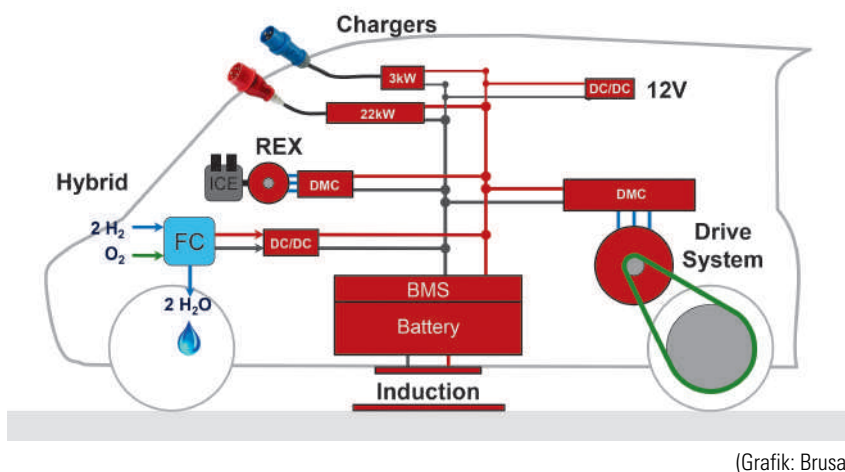 Chargers
3kW
DC/DC
12V
22kW
REX
ICE
DMC
Hybrid
DMC
2 H₂
FC
DC/DC
O₂
Drive
System
2 H₂O
BMS
Battery
Induction
(Grafik: Brusa